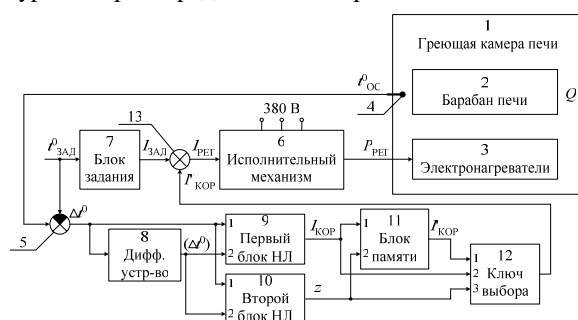 1
Греющая камера печи
t⁰ОС
2
Барабан печи
Q
4
13
380 В
t⁰ЗАД
7
Блок задания
IЗАД
IРЕГ
6
Исполнительный механизм
PРЕГ
3
Электронагреватели
I'КОР
5
Δt⁰
8
Дифф. устр-во
(Δt⁰)'
1
2
9
Первый блок НЛ
IКОР
1
2
11
Блок памяти
I'КОР
1
2
3
12
Ключ выбора
1
2
10
Второй блок НЛ
z